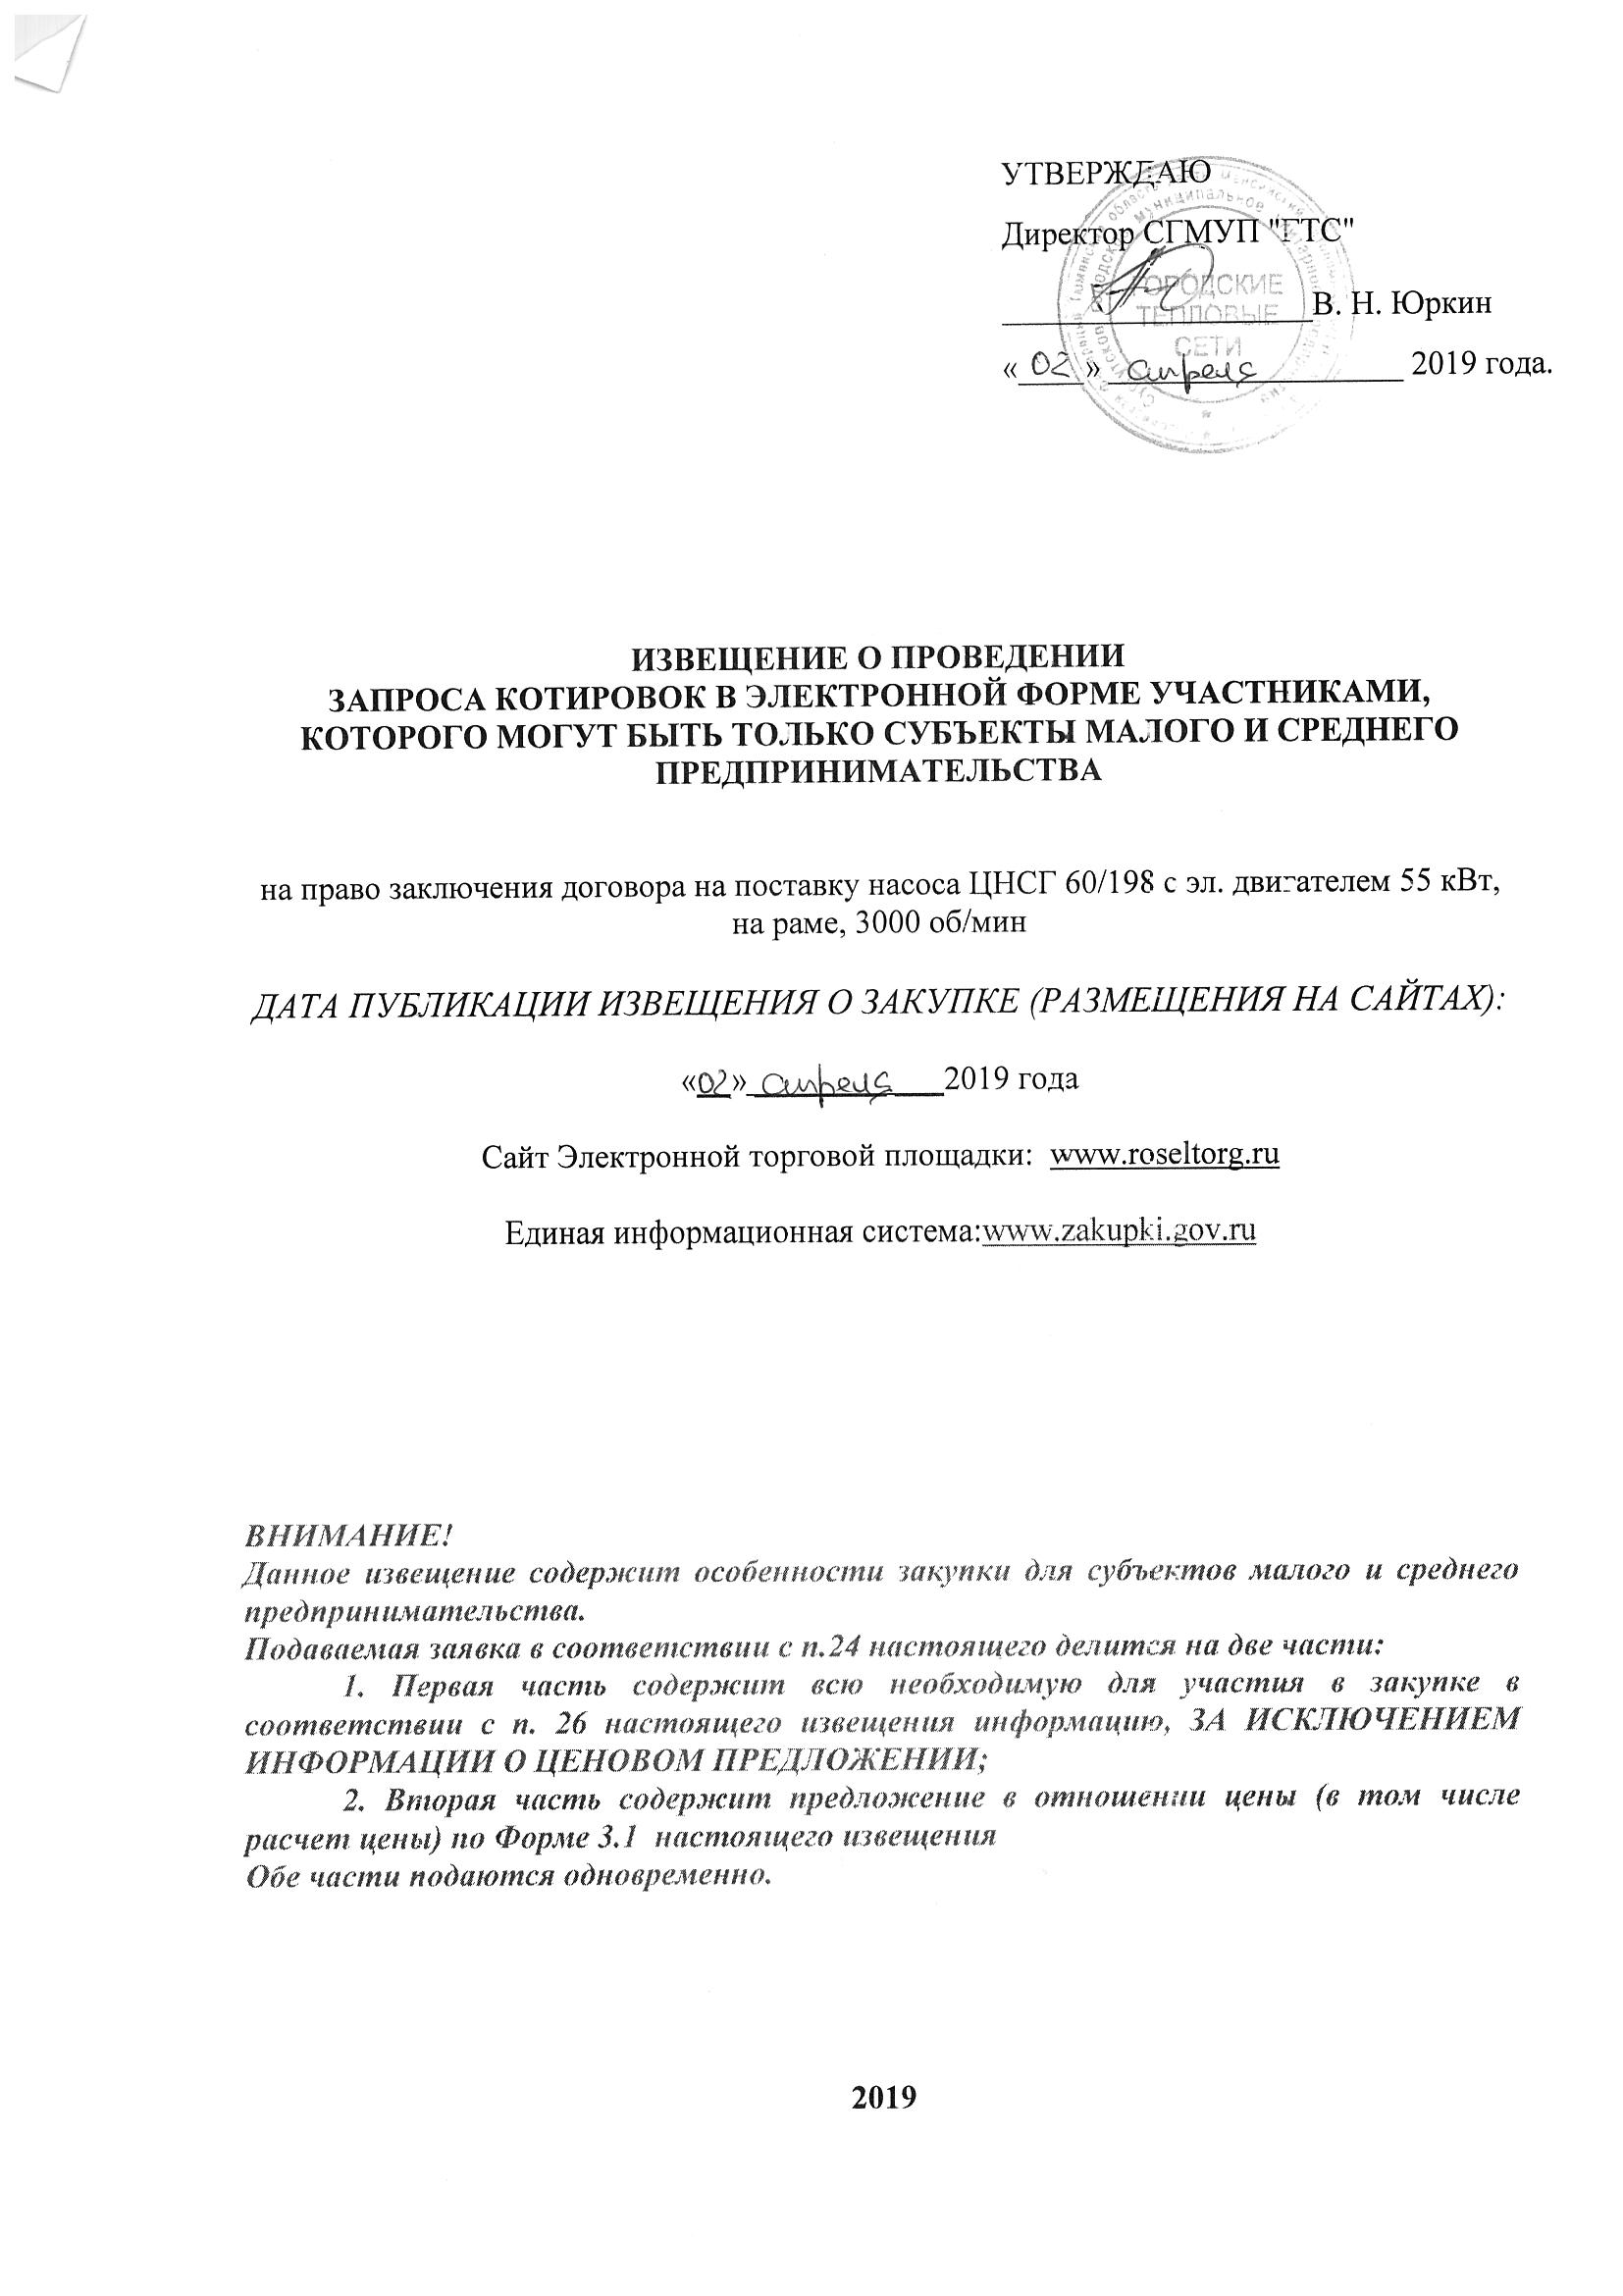 УТВЕРЖДАЮ
Директор СГМУП "ГТС"
ГОРОДСКИЕ
ТЕПЛОВЫЕ
СЕТИ
В. Н. Юркин
«02» апреля 2019 года.
ИЗВЕЩЕНИЕ О ПРОВЕДЕНИИ
ЗАПРОСА КОТИРОВОК В ЭЛЕКТРОННОЙ ФОРМЕ УЧАСТНИКАМИ,
КОТОРОГО МОГУТ БЫТЬ ТОЛЬКО СУБЪЕКТЫ МАЛОГО И СРЕДНЕГО
ПРЕДПРИНИМАТЕЛЬСТВА
на право заключения договора на поставку насоса ЦНСГ 60/198 с эл. двигателем 55 кВт,
на раме, 3000 об/мин
ДАТА ПУБЛИКАЦИИ ИЗВЕЩЕНИЯ О ЗАКУПКЕ (РАЗМЕЩЕНИЯ НА САЙТАХ):
«02» апреля 2019 года
Сайт Электронной торговой площадки: www.roseltorg.ru
Единая информационная система:www.zakupki.gov.ru
ВНИМАНИЕ!
Данное извещение содержит особенности закупки для субъектов малого и среднего
предпринимательства.
Подаваемая заявка в соответствии с п.24 настоящего делится на две части:
1. Первая часть содержит всю необходимую для участия в закупке в
соответствии с п. 26 настоящего извещения информацию, ЗА ИСКЛЮЧЕНИЕМ
ИНФОРМАЦИИ О ЦЕНОВОМ ПРЕДЛОЖЕНИИ;
2. Вторая часть содержит предложение в отношении цены (в том числе
расчет цены) по Форме 3.1 настоящего извещения
Обе части подаются одновременно.
2019